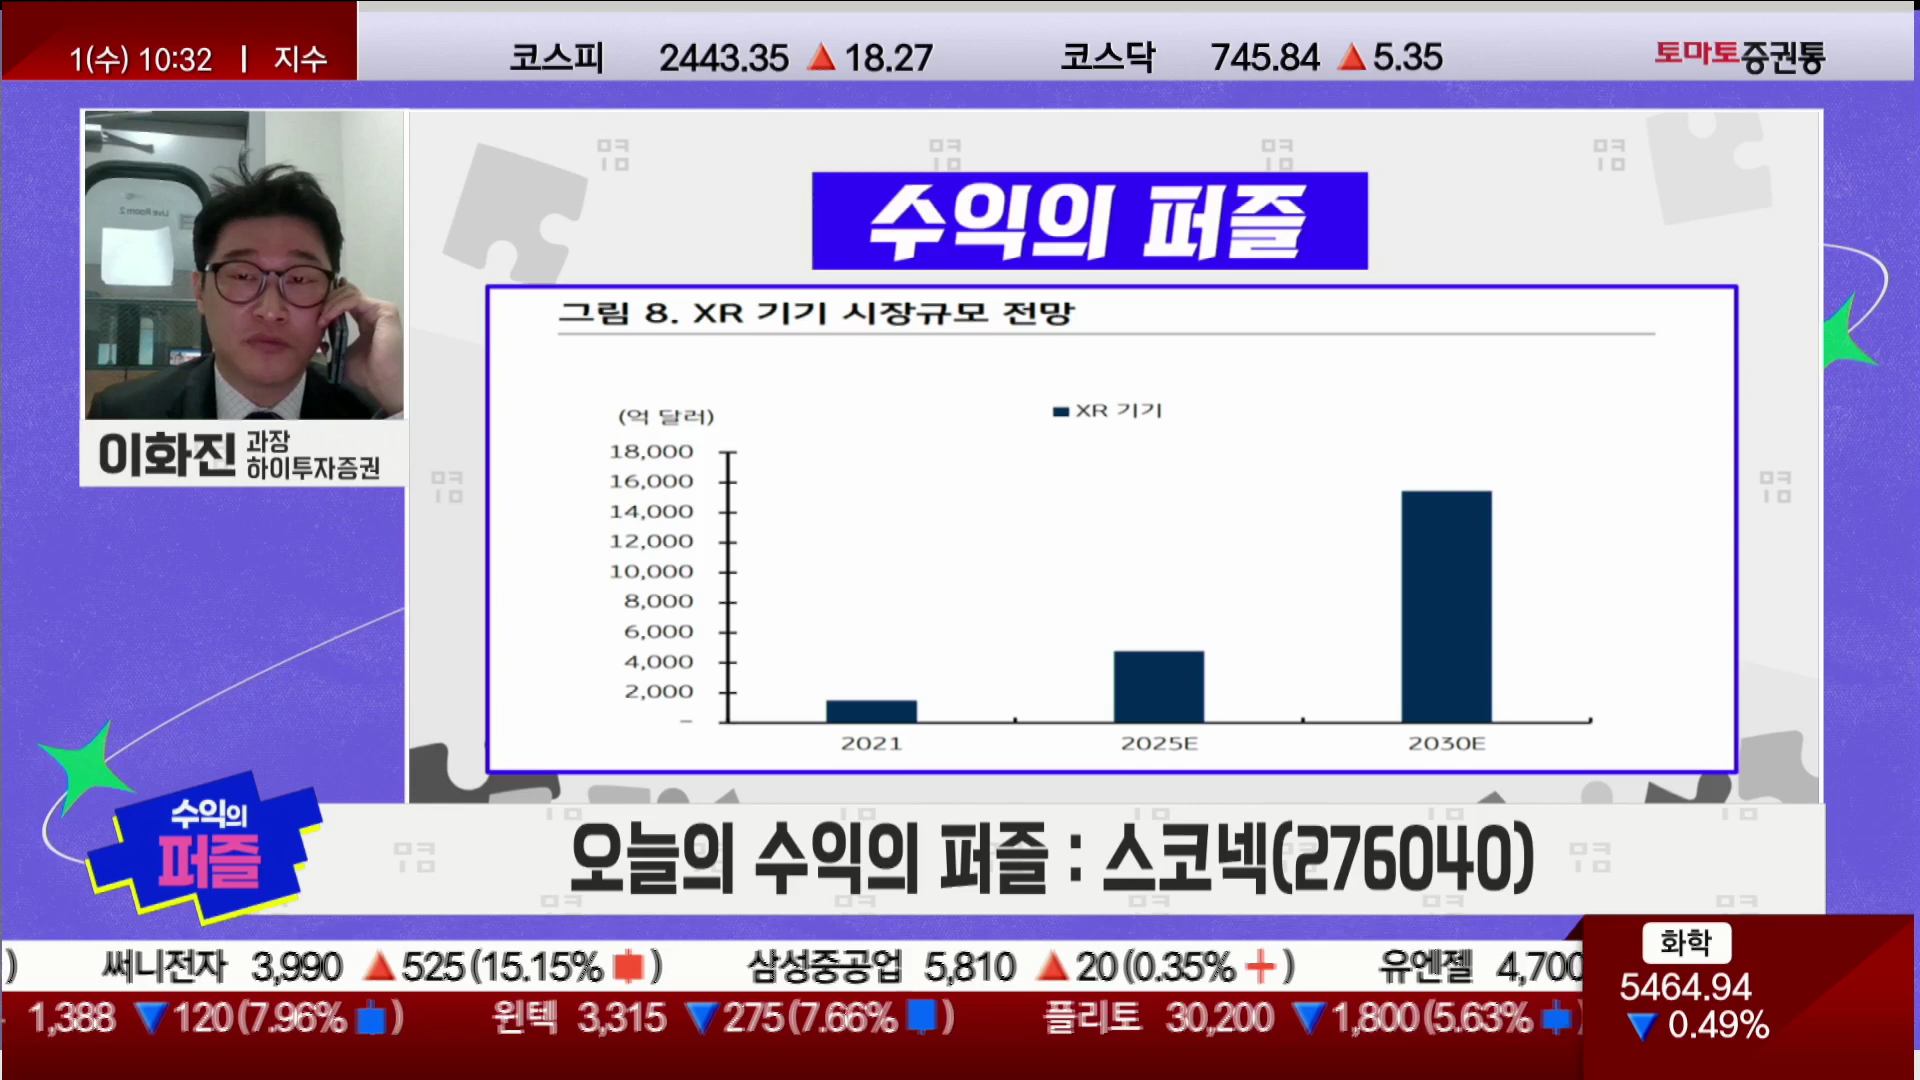 1(수) 10:32 | 지수
코스피 2443.35 ▲ 18.27 코스닥 745.84 ▲ 5.35
토마토증권통
수익의 퍼즐
Live Room 2
이화진 과장
하이투자증권
그림 8. XR 기기 시장규모 전망
(억 달러)
XR 기기
18,000
16,000
14,000
12,000
10,000
8,000
6,000
4,000
2,000
–
2021 2025E 2030E
수익의
퍼즐
오늘의 수익의 퍼즐 : 스코넥(276040)
) 써니전자 3,990 ▲525(15.15% ) 삼성중공업 5,810 ▲20(0.35% ) 유엔젤 4,700
1,388 ▼120(7.96% ) 윈텍 3,315 ▼275(7.66% ) 플리토 30,200 ▼1,800(5.63% )
화학
5464.94
▼ 0.49%